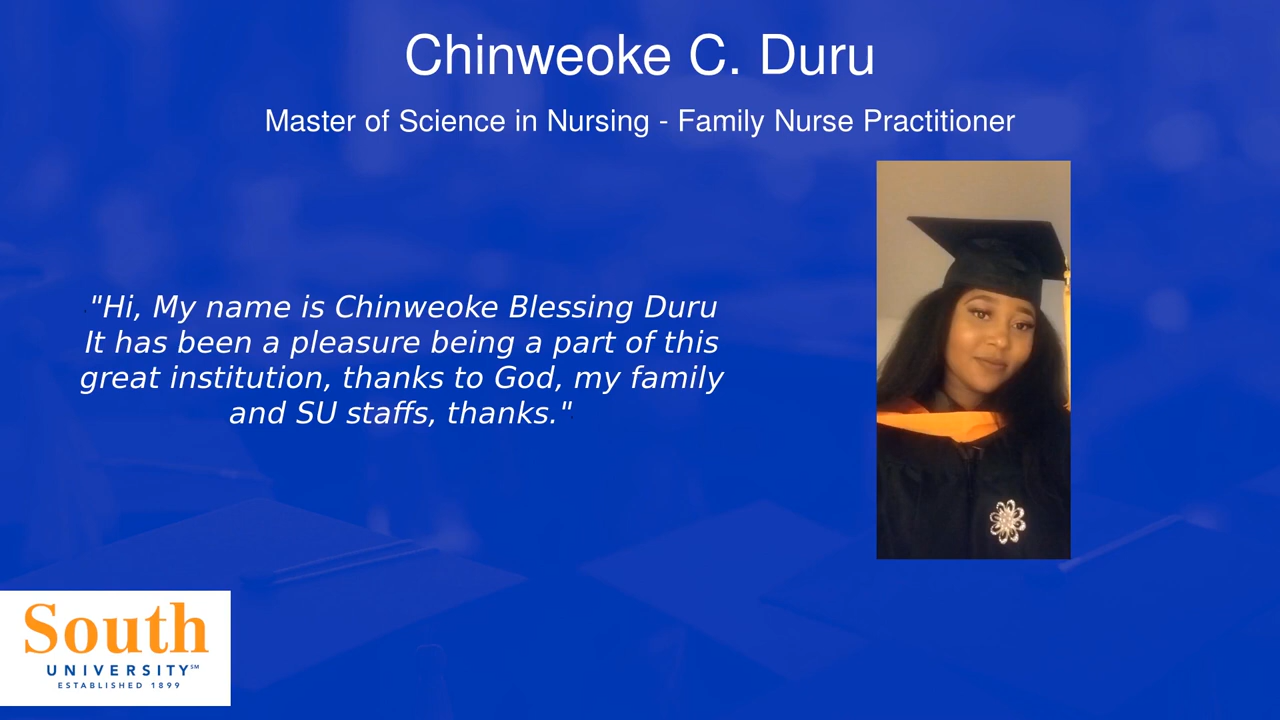 Chinweoke C. Duru
Master of Science in Nursing - Family Nurse Practitioner
"Hi, My name is Chinweoke Blessing Duru
It has been a pleasure being a part of this
great institution, thanks to God, my family
and SU staffs, thanks."
South
UNIVERSITY℠
ESTABLISHED 1899